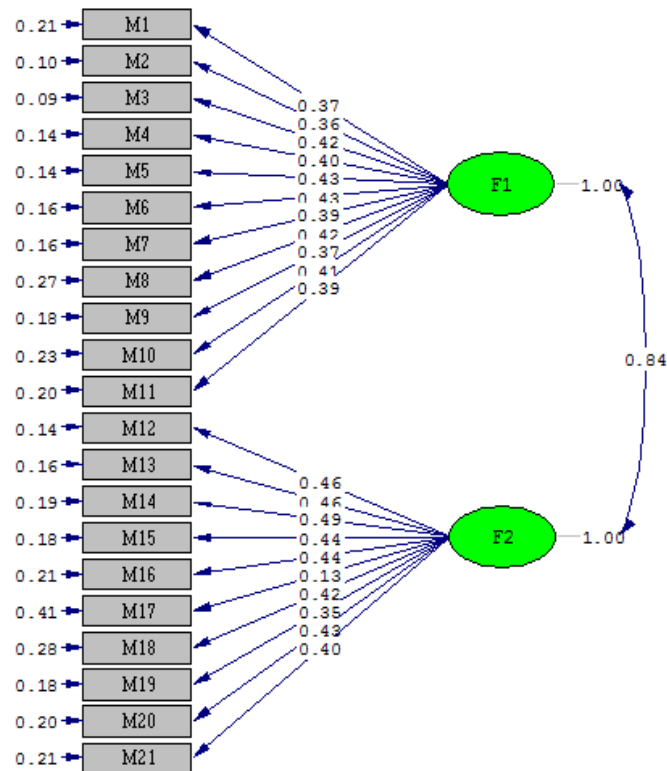 0.21 M1
0.10 M2
0.09 M3
0.37
0.36
0.14 M4
0.42
0.40
0.14 M5
0.43
F1 1.00
0.16 M6
0.43
0.39
0.16 M7
0.42
0.37
0.27 M8
0.41
0.39
0.18 M9
0.23 M10
0.84
0.20 M11
0.14 M12
0.16 M13
0.46
0.46
0.19 M14
0.49
0.18 M15
0.44
F2 1.00
0.44
0.21 M16
0.13
0.42
0.41 M17
0.35
0.43
0.28 M18
0.40
0.18 M19
0.20 M20
0.21 M21